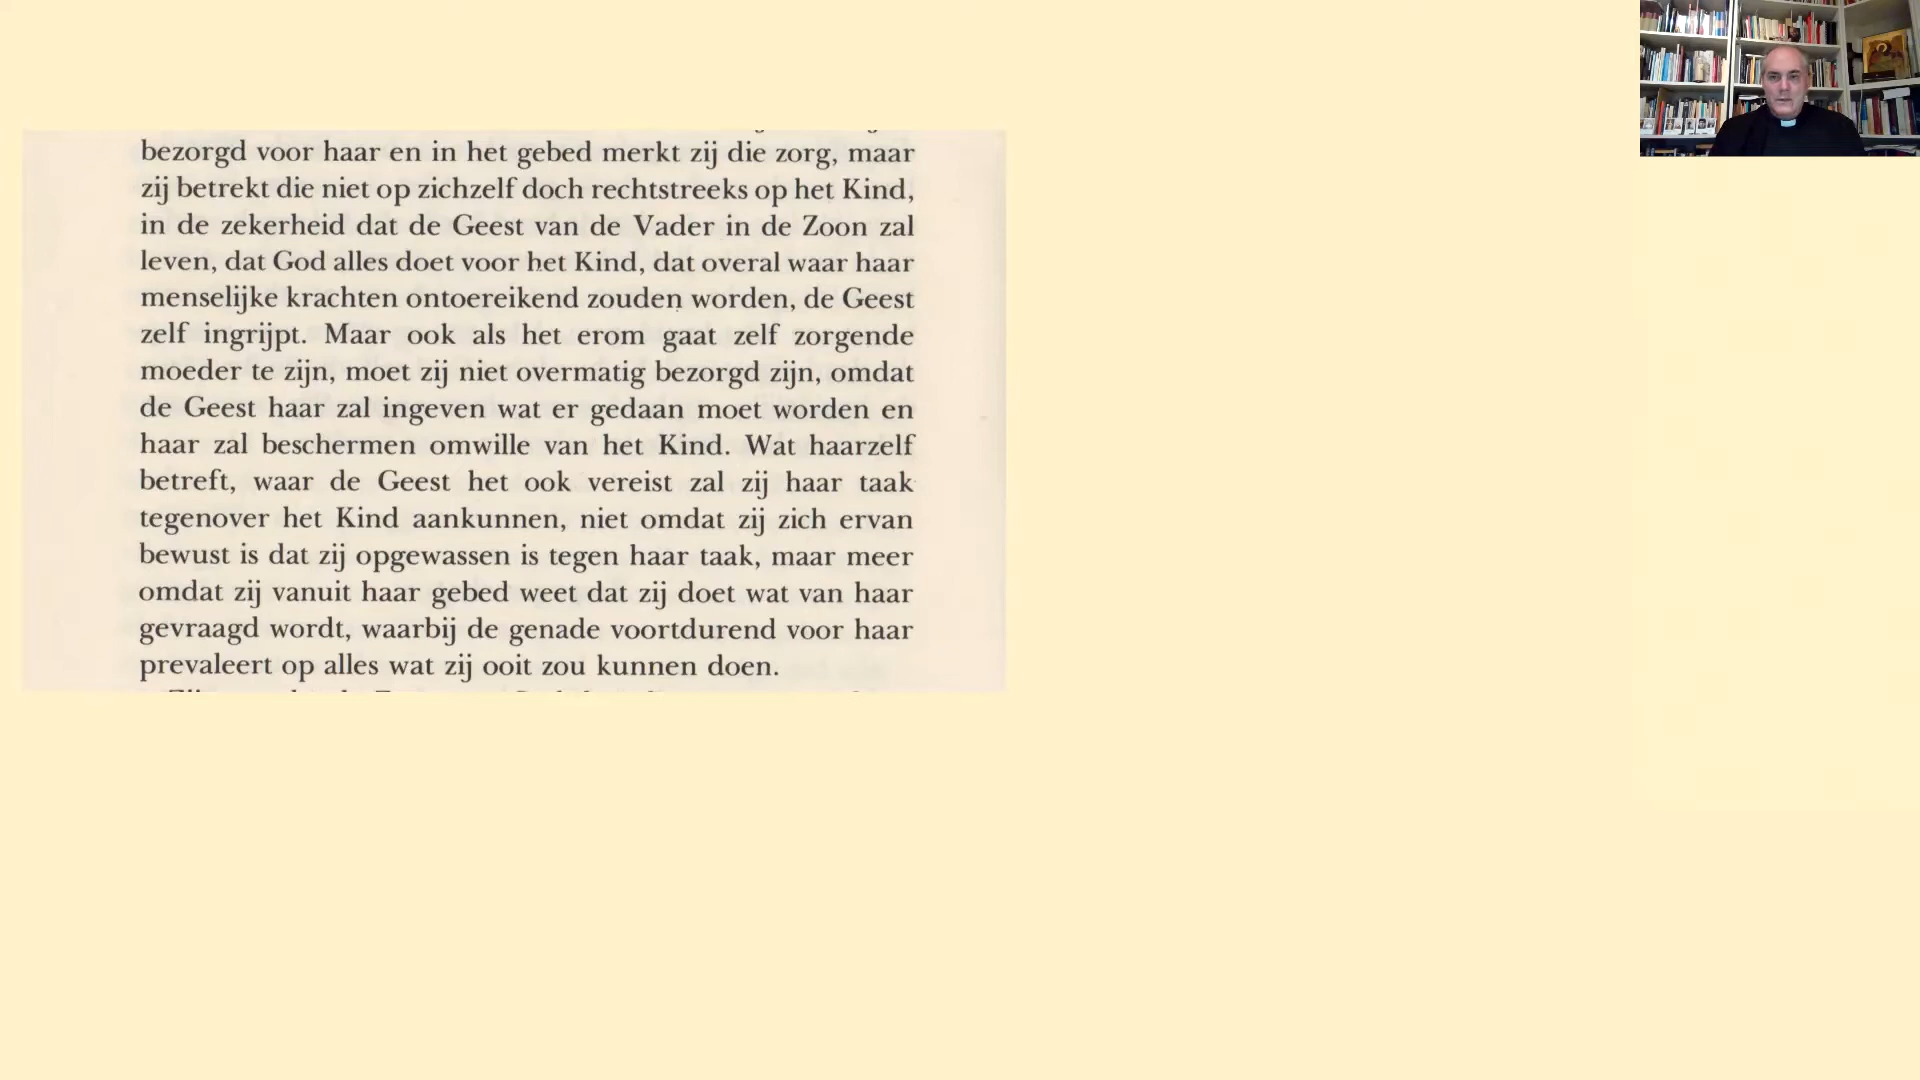 bezorgd voor haar en in het gebed merkt zij die zorg, maar
zij betrekt die niet op zichzelf doch rechtstreeks op het Kind,
in de zekerheid dat de Geest van de Vader in de Zoon zal
leven, dat God alles doet voor het Kind, dat overal waar haar
menselijke krachten ontoereikend zouden worden, de Geest
zelf ingrijpt. Maar ook als het erom gaat zelf zorgende
moeder te zijn, moet zij niet overmatig bezorgd zijn, omdat
de Geest haar zal ingeven wat er gedaan moet worden en
haar zal beschermen omwille van het Kind. Wat haarzelf
betreft, waar de Geest het ook vereist zal zij haar taak
tegenover het Kind aankunnen, niet omdat zij zich ervan
bewust is dat zij opgewassen is tegen haar taak, maar meer
omdat zij vanuit haar gebed weet dat zij doet wat van haar
gevraagd wordt, waarbij de genade voortdurend voor haar
prevaleert op alles wat zij ooit zou kunnen doen.